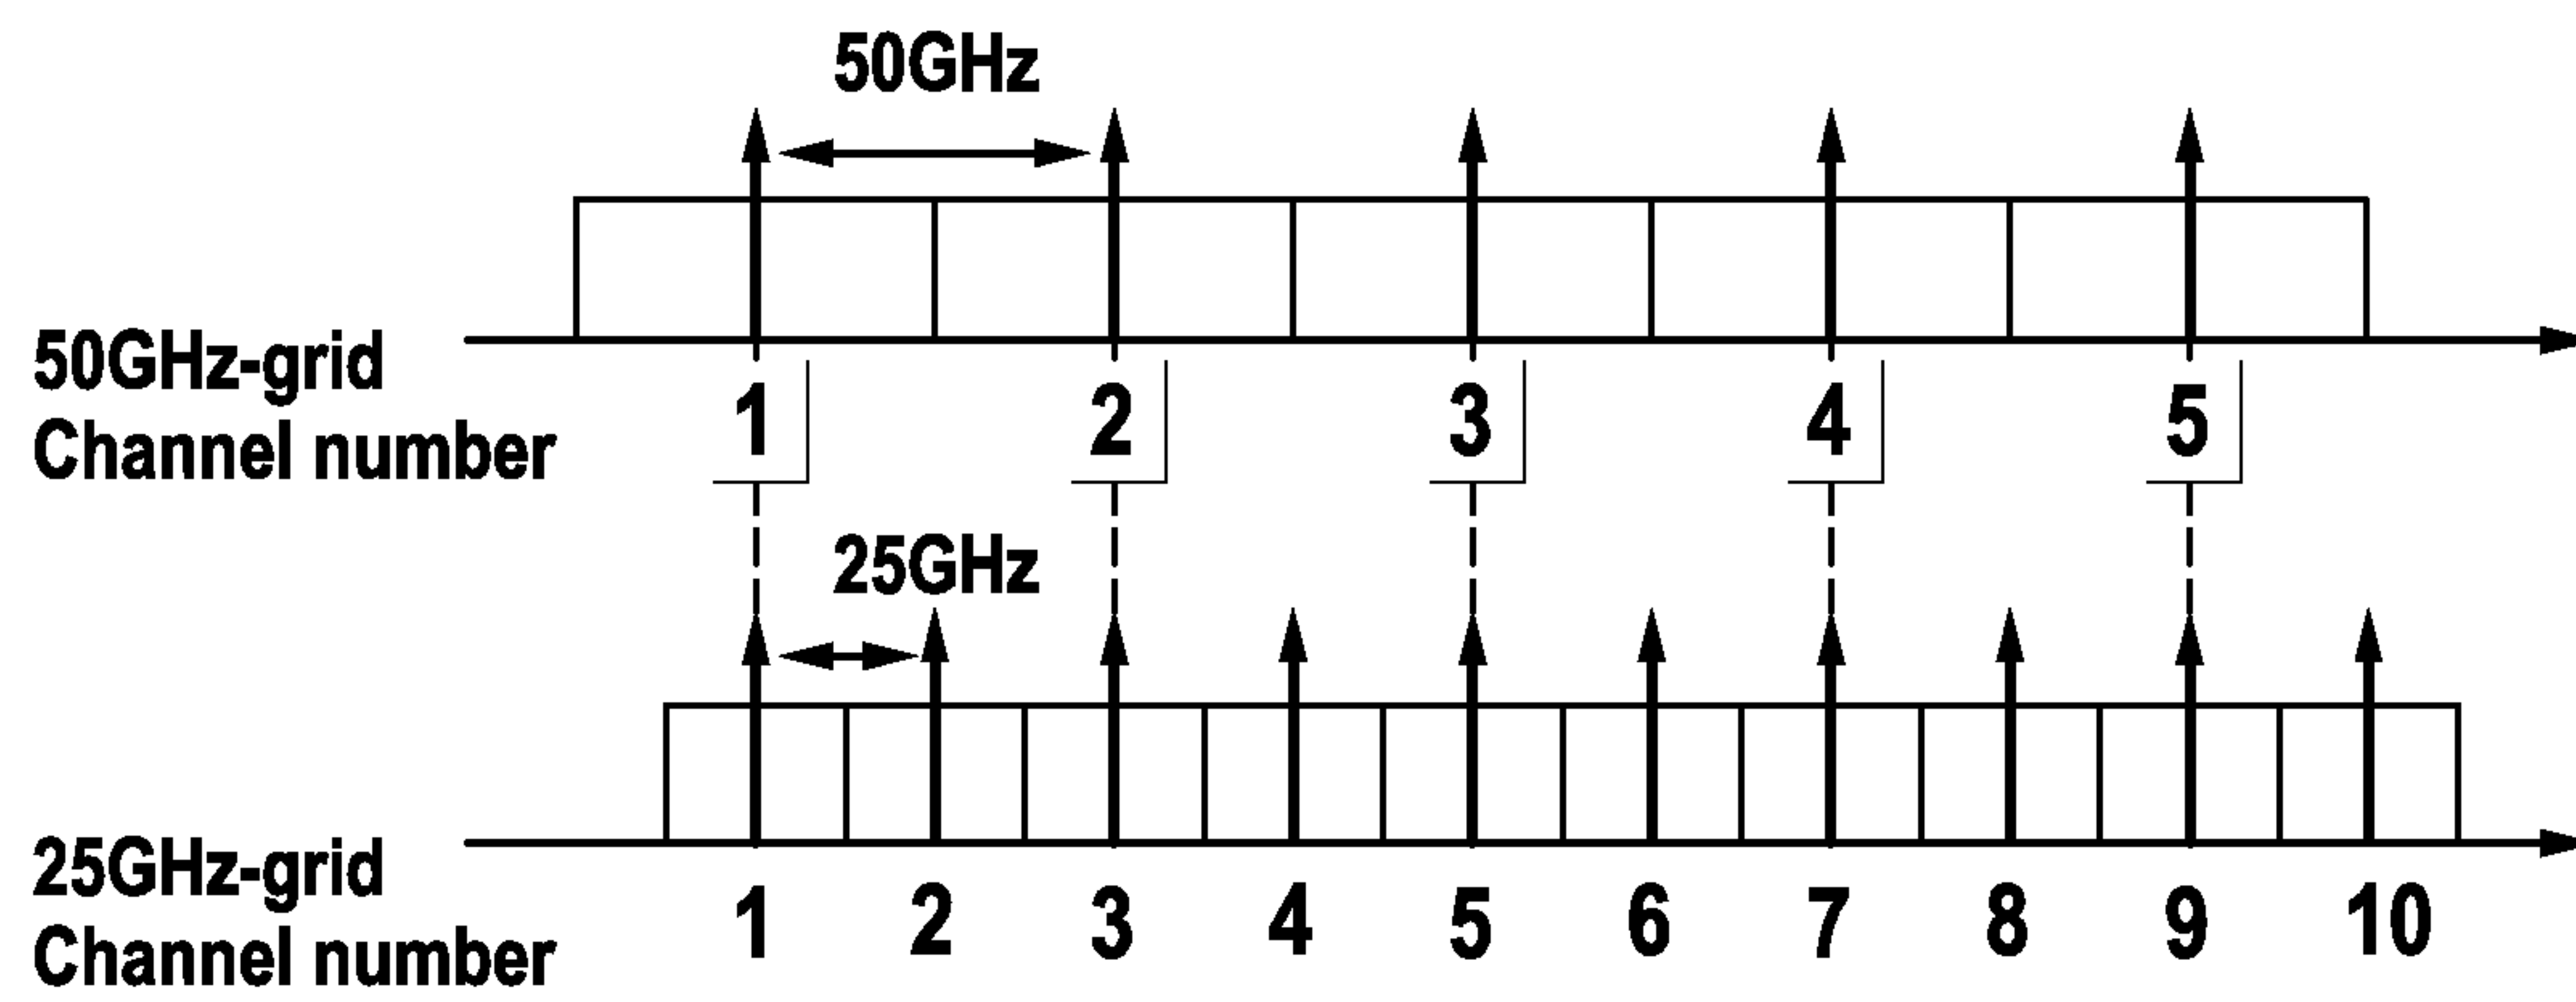 50GHz
50GHz-grid
Channel number
1 2 3 4 5
25GHz
25GHz-grid
Channel number
1 2 3 4 5 6 7 8 9 10